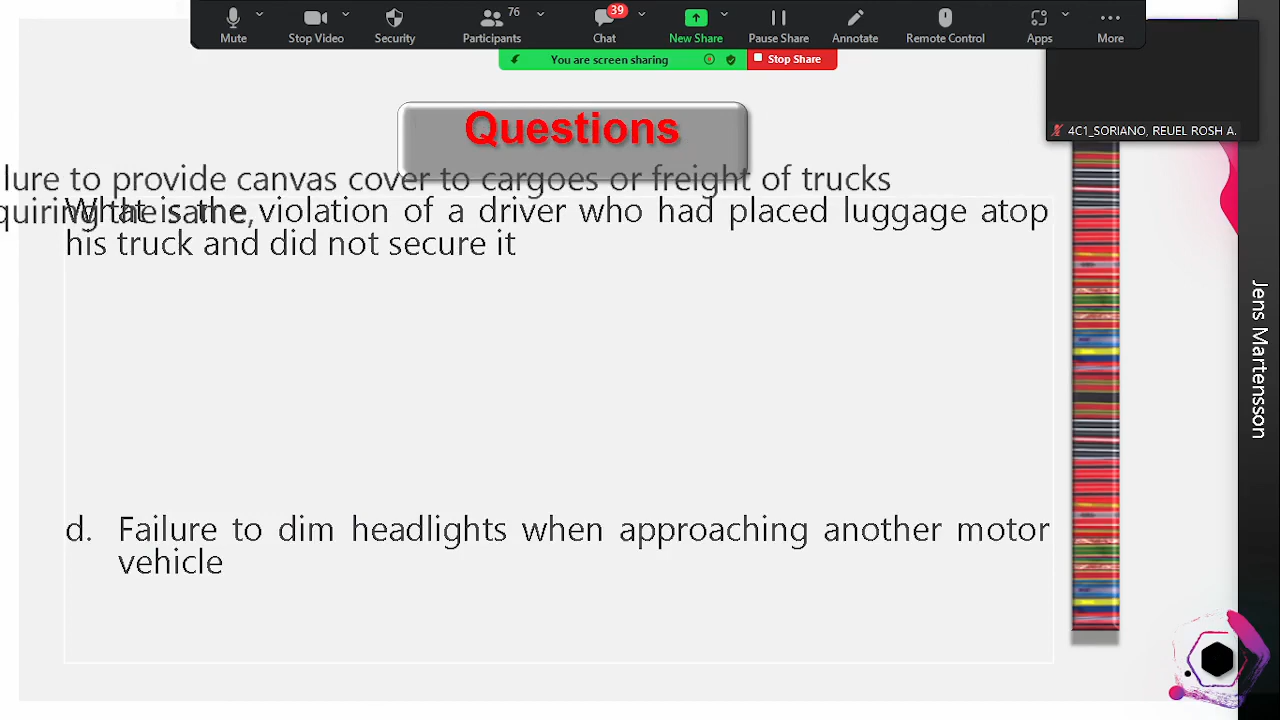 Mute
Stop Video
Security
76
Participants
39
Chat
New Share
Pause Share
Annotate
Remote Control
Apps
More
You are screen sharing
Stop Share
4C1_SORIANO, REUEL ROSH A.
Questions
lure to provide canvas cover to cargoes or freight of trucks
quiring the same,
What is the violation of a driver who had placed luggage atop
his truck and did not secure it
d. Failure to dim headlights when approaching another motor
vehicle
Jens Martensson